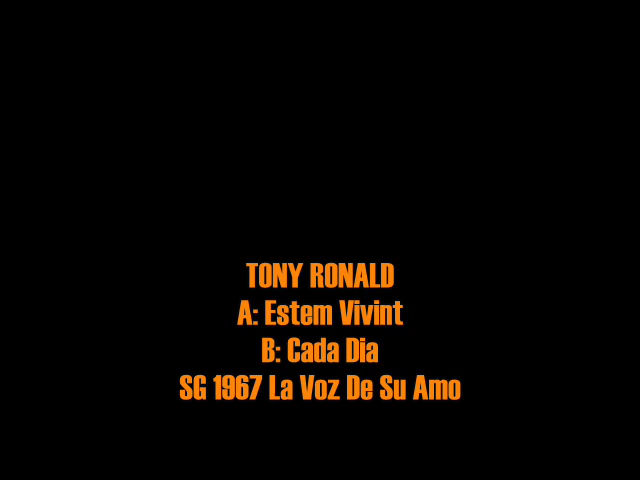 TONY RONALD
A: Estem Vivint
B: Cada Dia
SG 1967 La Voz De Su Amo